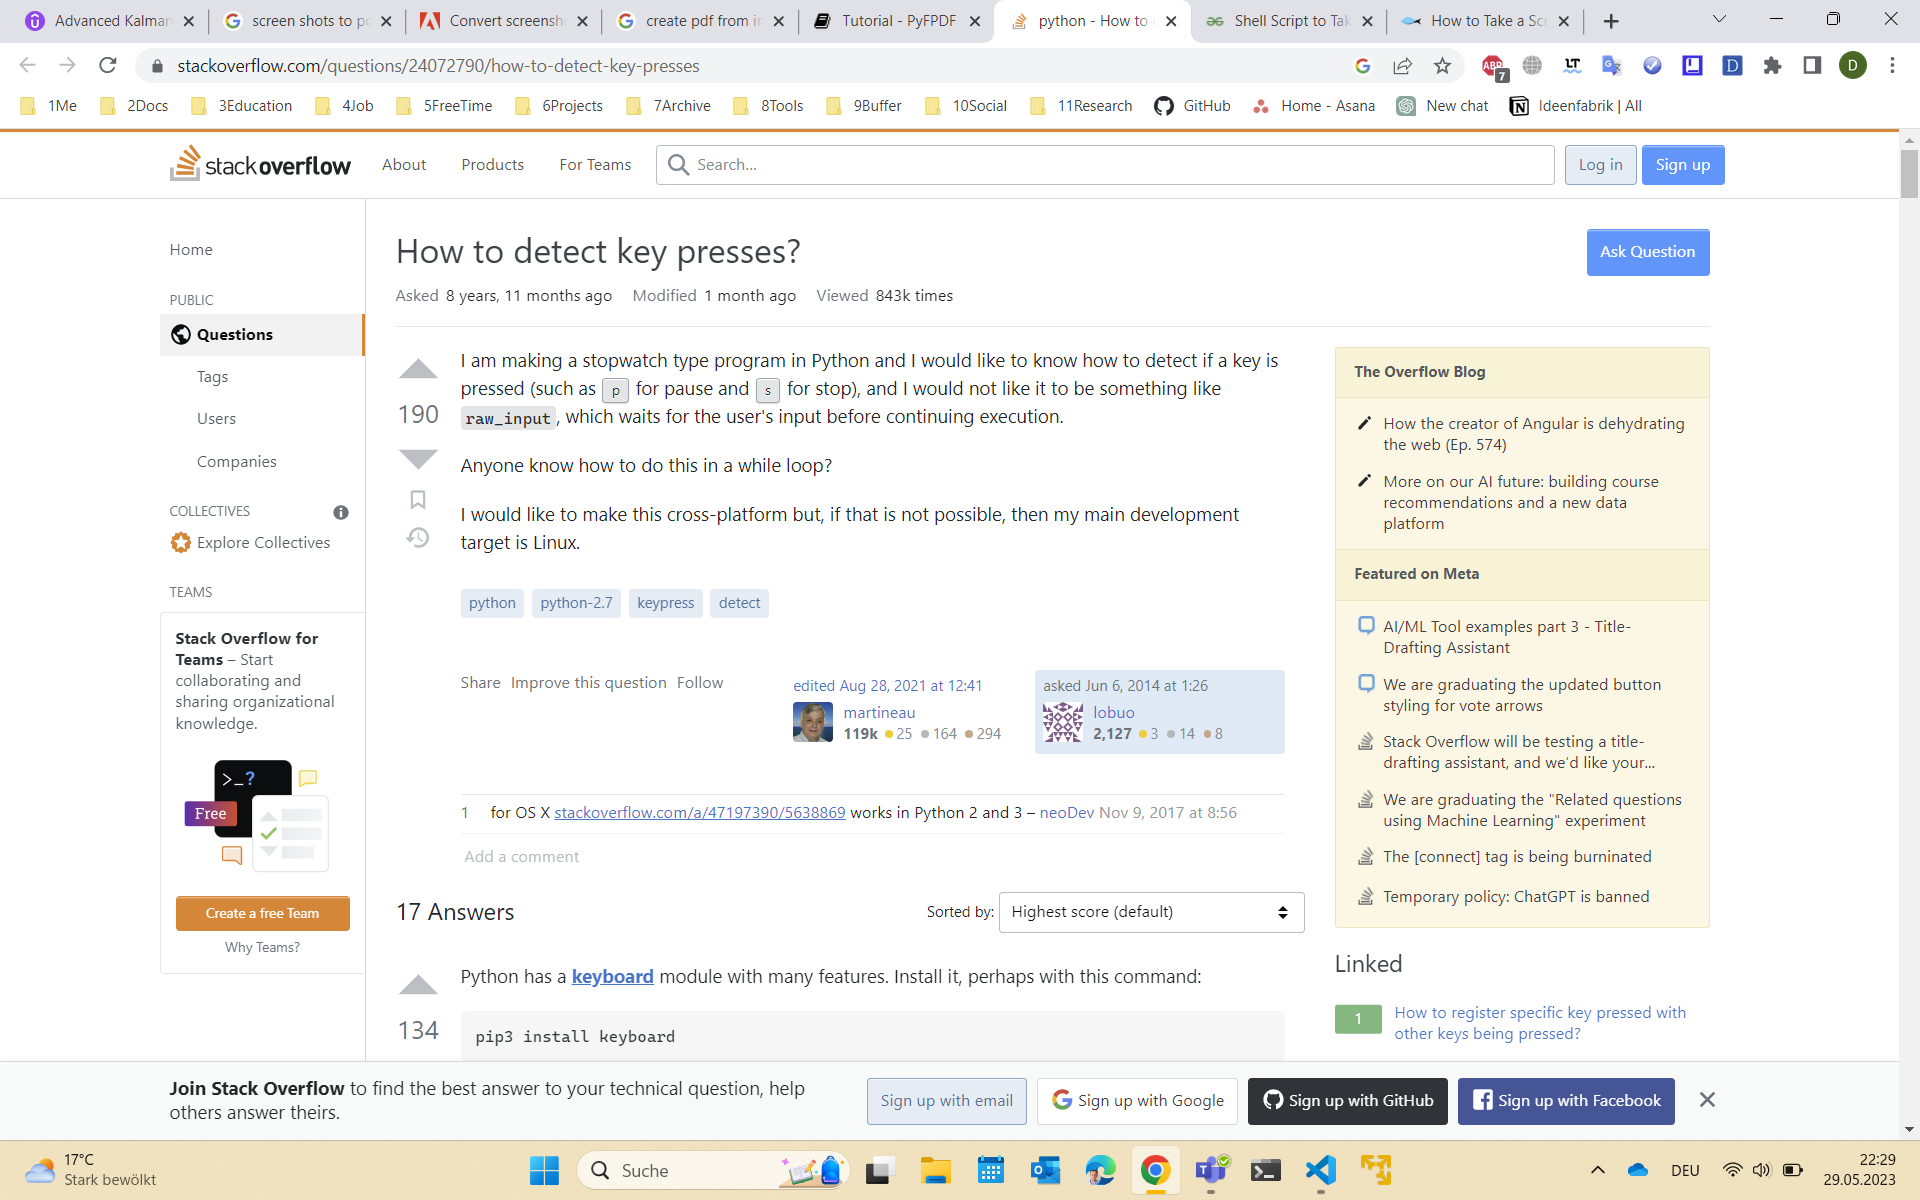 Advanced Kalman
screen shots to pd
Convert screensh
create pdf from im
Tutorial - PyFPDF
python - How to
Shell Script to Tak
How to Take a Scr
stackoverflow.com/questions/24072790/how-to-detect-key-presses
ABP
7
LT
D
D
1Me
2Docs
3Education
4Job
5FreeTime
6Projects
7Archive
8Tools
9Buffer
10Social
11Research
GitHub
Home - Asana
New chat
Ideenfabrik | All
stack overflow
About
Products
For Teams
Search...
Log in
Sign up
Home
PUBLIC
Questions
Tags
Users
Companies
COLLECTIVES
Explore Collectives
TEAMS
Stack Overflow for
Teams – Start
collaborating and
sharing organizational
knowledge.
>_?
Free
Create a free Team
Why Teams?
How to detect key presses?
Ask Question
Asked 8 years, 11 months ago Modified 1 month ago Viewed 843k times
190
I am making a stopwatch type program in Python and I would like to know how to detect if a key is
pressed (such as p for pause and s for stop), and I would not like it to be something like
raw_input, which waits for the user's input before continuing execution.
Anyone know how to do this in a while loop?
I would like to make this cross-platform but, if that is not possible, then my main development
target is Linux.
python python-2.7 keypress detect
Share Improve this question Follow
edited Aug 28, 2021 at 12:41
martineau
119k 25 164 294
asked Jun 6, 2014 at 1:26
lobuo
2,127 3 14 8
1 for OS X stackoverflow.com/a/47197390/5638869 works in Python 2 and 3 – neoDev Nov 9, 2017 at 8:56
Add a comment
17 Answers
Sorted by: Highest score (default)
134
Python has a keyboard module with many features. Install it, perhaps with this command:
pip3 install keyboard
The Overflow Blog
How the creator of Angular is dehydrating
the web (Ep. 574)
More on our AI future: building course
recommendations and a new data
platform
Featured on Meta
AI/ML Tool examples part 3 - Title-
Drafting Assistant
We are graduating the updated button
styling for vote arrows
Stack Overflow will be testing a title-
drafting assistant, and we'd like your...
We are graduating the "Related questions
using Machine Learning" experiment
The [connect] tag is being burninated
Temporary policy: ChatGPT is banned
Linked
1
How to register specific key pressed with
other keys being pressed?
Join Stack Overflow to find the best answer to your technical question, help
others answer theirs.
Sign up with email
Sign up with Google
Sign up with GitHub
Sign up with Facebook
17°C
Stark bewölkt
Suche
DEU
22:29
29.05.2023